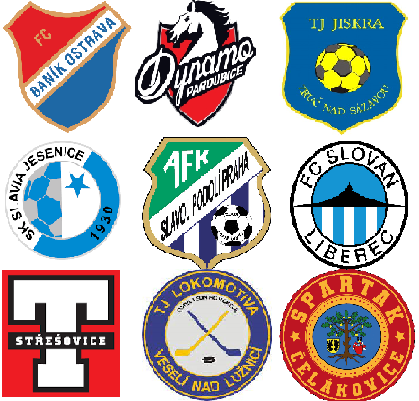 FC
BANÍK OSTRAVA
Dynamo
PARDUBICE
TJ JISKRA
NAD SÁZAVOU
SK SLAVIA JESENICE
1930
AFK
SLAVOJ PODOLÍ PRAHA
FC SLOVAN
LIBEREC
T
STŘEŠOVICE
TJ LOKOMOTIVA
VESELÍ NAD LUŽNICÍ
SPARTAK
ČELÁKOVICE